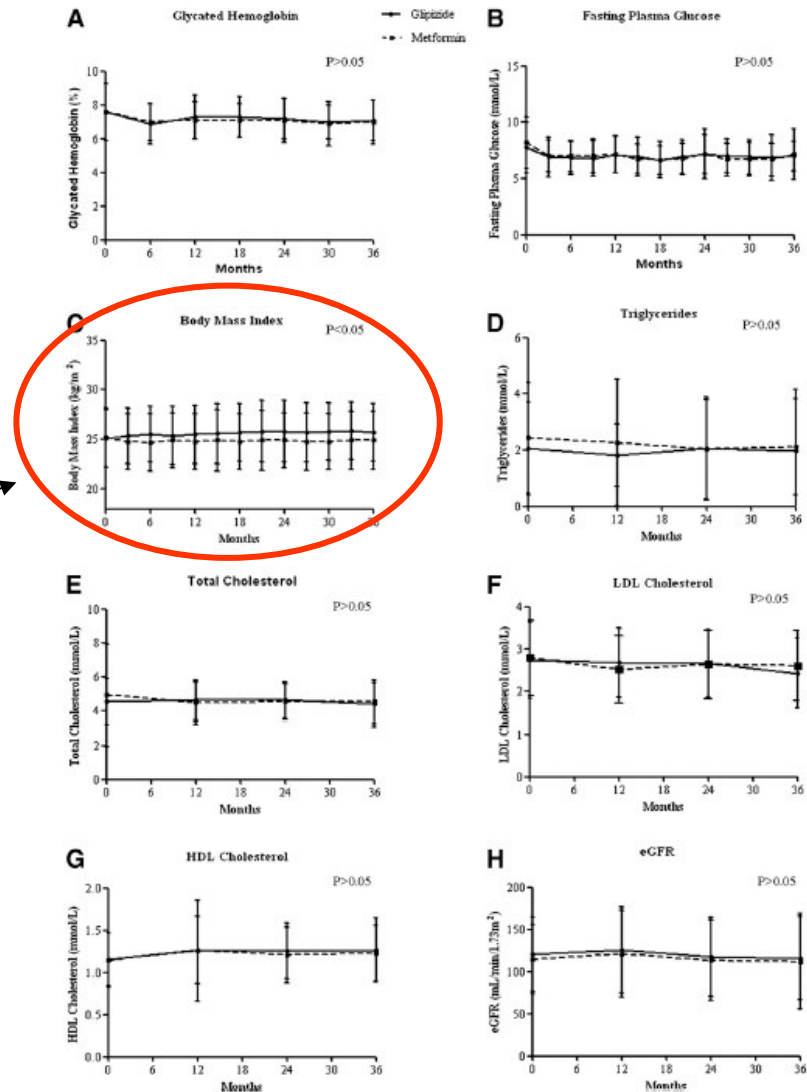 A
Glycated Hemoglobin
Glipizide
Metformin
P>0.05
Glycated Hemoglobin (%)
10
8
6
4
2
0
0 6 12 18 24 30 36
Months
B
Fasting Plasma Glucose
P>0.05
Fasting Plasma Glucose (mmol/L)
15
10
5
0
0 6 12 18 24 30 36
Months
C
Body Mass Index
P<0.05
Body Mass Index (kg/m²)
35
30
25
20
0 6 12 18 24 30 36
Months
D
Triglycerides
P>0.05
Triglycerides (mmol/L)
6
4
2
0
0 6 12 18 24 30 36
Months
E
Total Cholesterol
P>0.05
Total Cholesterol (mmol/L)
10
8
6
4
2
0
0 6 12 18 24 30 36
Months
F
LDL Cholesterol
P>0.05
LDL Cholesterol (mmol/L)
4
3
2
1
0
0 6 12 18 24 30 36
Months
G
HDL Cholesterol
P>0.05
HDL Cholesterol (mmol/L)
2.0
1.5
1.0
0.5
0.0
0 6 12 18 24 30 36
Months
H
eGFR
P>0.05
eGFR (mL/min/1.73m²)
200
150
100
50
0
0 6 12 18 24 30 36
Months